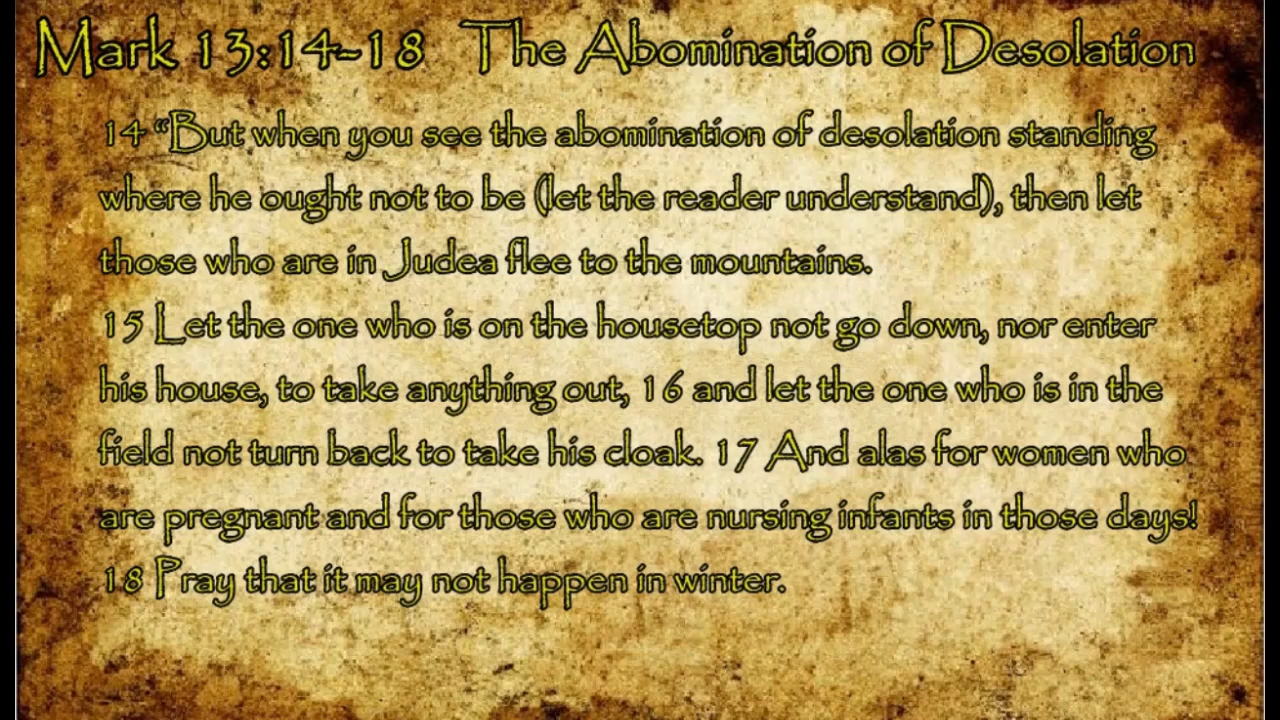 Mark 13:14-18 The Abomination of Desolation
14 “But when you see the abomination of desolation standing
where he ought not to be (let the reader understand), then let
those who are in Judea flee to the mountains.
15 Let the one who is on the housetop not go down, nor enter
his house, to take anything out, 16 and let the one who is in the
field not turn back to take his cloak. 17 And alas for women who
are pregnant and for those who are nursing infants in those days!
18 Pray that it may not happen in winter.